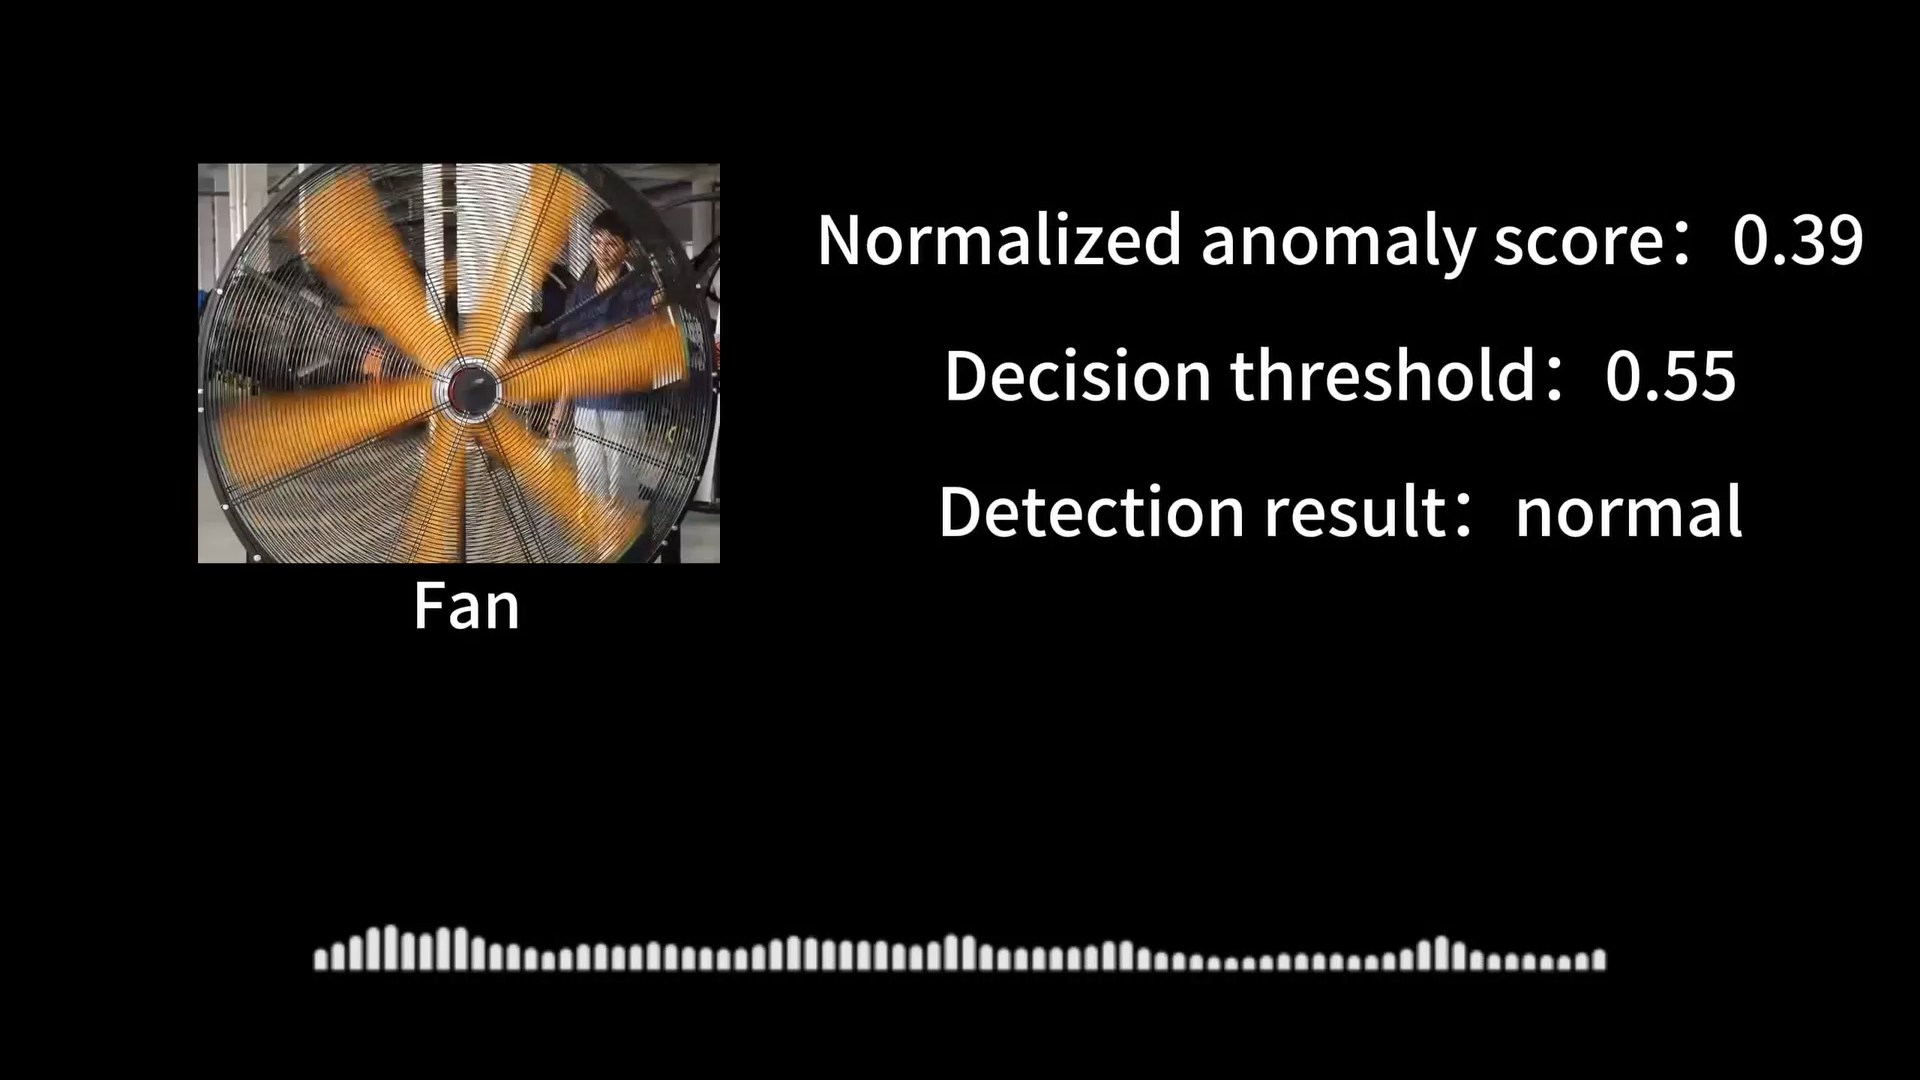 Normalized anomaly score：0.39
Decision threshold：0.55
Detection result：normal
Fan